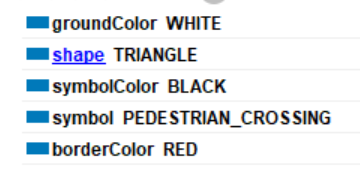 groundColor WHITE
shape TRIANGLE
symbolColor BLACK
symbol PEDESTRIAN_CROSSING
borderColor RED